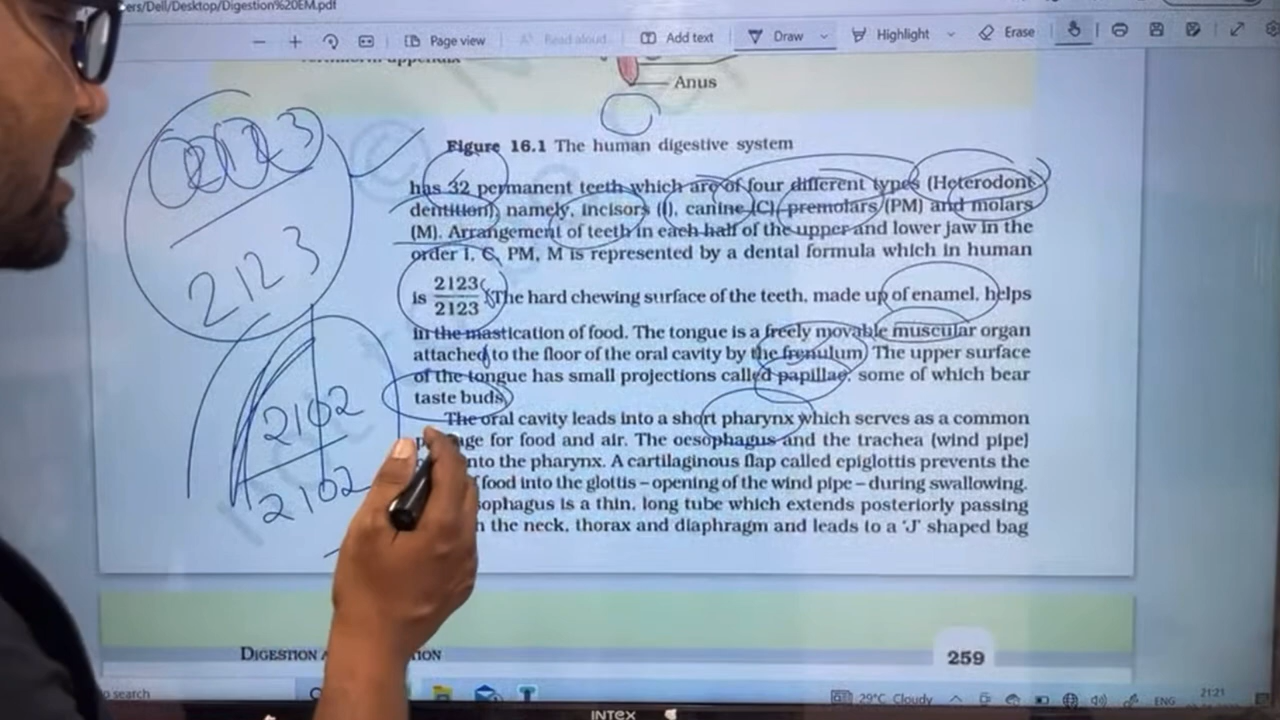 ers/Dell/Desktop/Digestion%20EM.pdf
Page view
Read aloud
Add text
Draw
Highlight
Erase
Anus
Figure 16.1 The human digestive system
has 32 permanent teeth which are of four different types (Heterodont
dentition), namely, incisors (I), canine (C), premolars (PM) and molars
(M). Arrangement of teeth in each half of the upper and lower jaw in the
order I, C, PM, M is represented by a dental formula which in human
is 2123
2123 The hard chewing surface of the teeth, made up of enamel, helps
in the mastication of food. The tongue is a freely movable muscular organ
attached to the floor of the oral cavity by the frenulum. The upper surface
of the tongue has small projections called papillae, some of which bear
taste buds.
The oral cavity leads into a short pharynx which serves as a common
for food and air. The oesophagus and the trachea (wind pipe)
into the pharynx. A cartilaginous flap called epiglottis prevents the
food into the glottis – opening of the wind pipe – during swallowing.
is a thin, long tube which extends posteriorly passing
the neck, thorax and diaphragm and leads to a 'J' shaped bag
2123
2123
2102
2102
DIGESTION
259
search
29°C Cloudy
ENG
21:21
INTEX